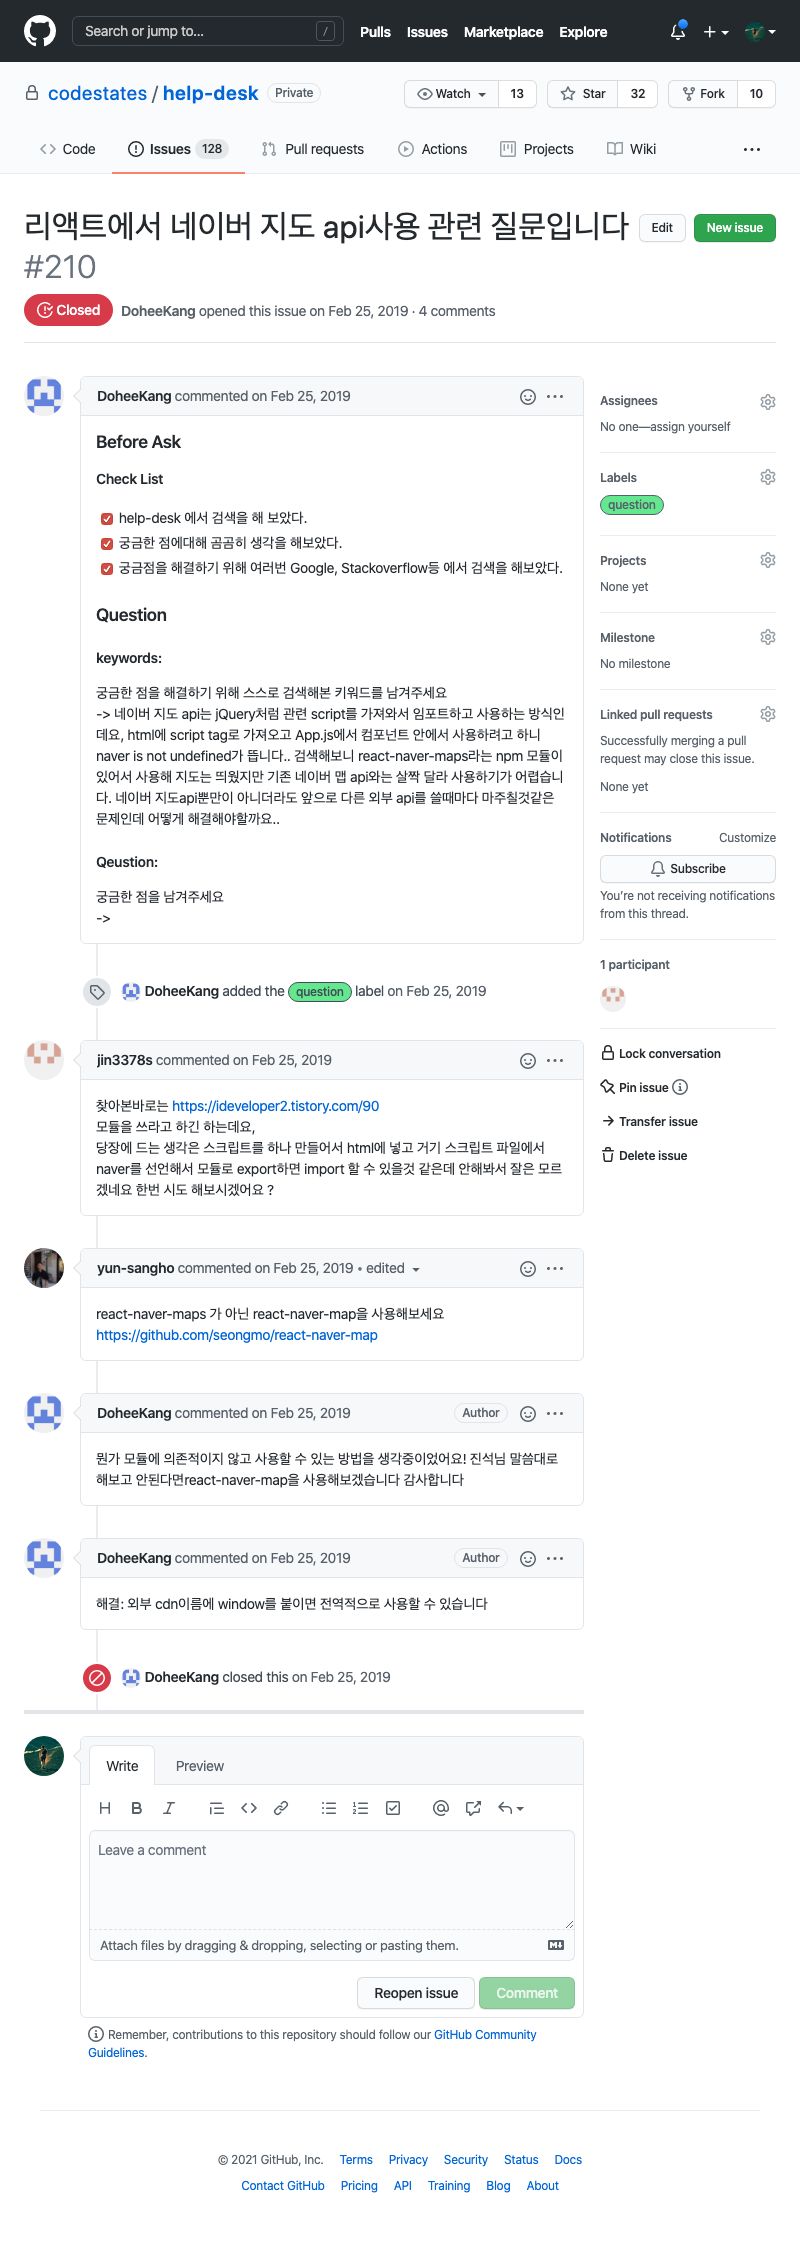 Search or jump to... /
Pulls Issues Marketplace Explore
codestates / help-desk Private
Watch 13 Star 32 Fork 10
Code Issues 128 Pull requests Actions Projects Wiki
리액트에서 네이버 지도 api사용 관련 질문입니다
#210
Edit New issue
Closed DoheeKang opened this issue on Feb 25, 2019 · 4 comments
DoheeKang commented on Feb 25, 2019
Before Ask
Check List
help-desk 에서 검색을 해 보았다.
궁금한 점에대해 곰곰히 생각을 해보았다.
궁금점을 해결하기 위해 여러번 Google, Stackoverflow등 에서 검색을 해보았다.
Question
keywords:
궁금한 점을 해결하기 위해 스스로 검색해본 키워드를 남겨주세요
-> 네이버 지도 api는 jQuery처럼 관련 script를 가져와서 임포트하고 사용하는 방식인
데요, html에 script tag로 가져오고 App.js에서 컴포넌트 안에서 사용하려고 하니
naver is not undefined가 뜹니다.. 검색해보니 react-naver-maps라는 npm 모듈이
있어서 사용해 지도는 띄웠지만 기존 네이버 맵 api와는 살짝 달라 사용하기가 어렵습니
다. 네이버 지도api뿐만이 아니더라도 앞으로 다른 외부 api를 쓸때마다 마주칠것같은
문제인데 어떻게 해결해야할까요..
Qeustion:
궁금한 점을 남겨주세요
->
DoheeKang added the question label on Feb 25, 2019
jin3378s commented on Feb 25, 2019
찾아본바로는 https://ideveloper2.tistory.com/90
모듈을 쓰라고 하긴 하는데요,
당장에 드는 생각은 스크립트를 하나 만들어서 html에 넣고 거기 스크립트 파일에서
naver를 선언해서 모듈로 export하면 import 할 수 있을것 같은데 안해봐서 잘은 모르
겠네요 한번 시도 해보시겠어요 ?
yun-sangho commented on Feb 25, 2019 • edited
react-naver-maps 가 아닌 react-naver-map을 사용해보세요
https://github.com/seongmo/react-naver-map
DoheeKang commented on Feb 25, 2019 Author
뭔가 모듈에 의존적이지 않고 사용할 수 있는 방법을 생각중이었어요! 진석님 말씀대로
해보고 안된다면react-naver-map을 사용해보겠습니다 감사합니다
DoheeKang commented on Feb 25, 2019 Author
해결: 외부 cdn이름에 window를 붙이면 전역적으로 사용할 수 있습니다
DoheeKang closed this on Feb 25, 2019
Write Preview
Leave a comment
Attach files by dragging & dropping, selecting or pasting them.
Reopen issue Comment
Remember, contributions to this repository should follow our GitHub Community
Guidelines.
Assignees
No one—assign yourself
Labels
question
Projects
None yet
Milestone
No milestone
Linked pull requests
Successfully merging a pull
request may close this issue.
None yet
Notifications Customize
Subscribe
You're not receiving notifications
from this thread.
1 participant
Lock conversation
Pin issue
Transfer issue
Delete issue
© 2021 GitHub, Inc. Terms Privacy Security Status Docs
Contact GitHub Pricing API Training Blog About